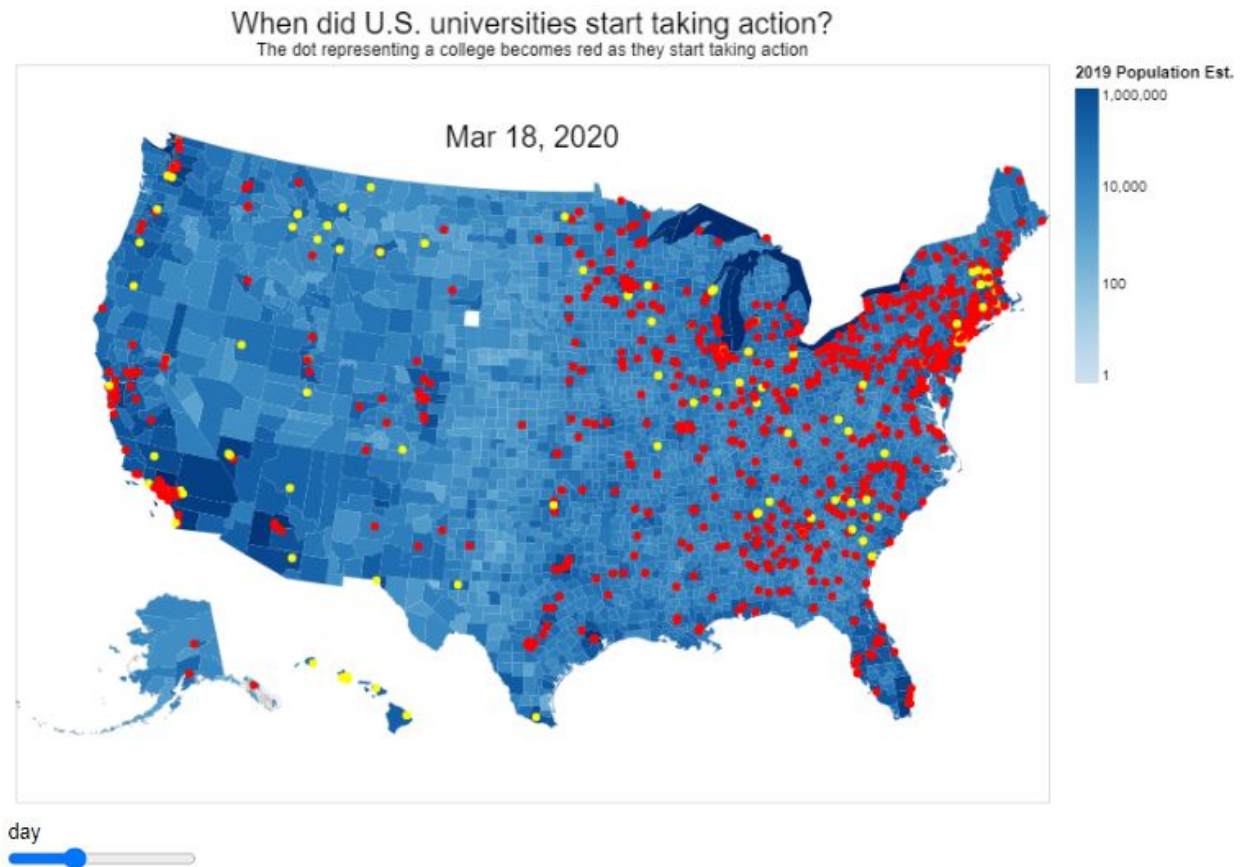 When did U.S. universities start taking action?
The dot representing a college becomes red as they start taking action
Mar 18, 2020
2019 Population Est.
1,000,000
10,000
100
1
day